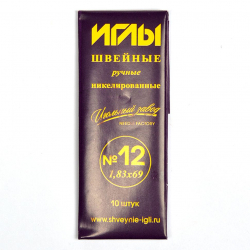 ИГЛЫ
ШВЕЙНЫЕ
ручные
никелированные
Игольный завод
№12
1,83х69
10 штук
www.shveynie-igli.ru